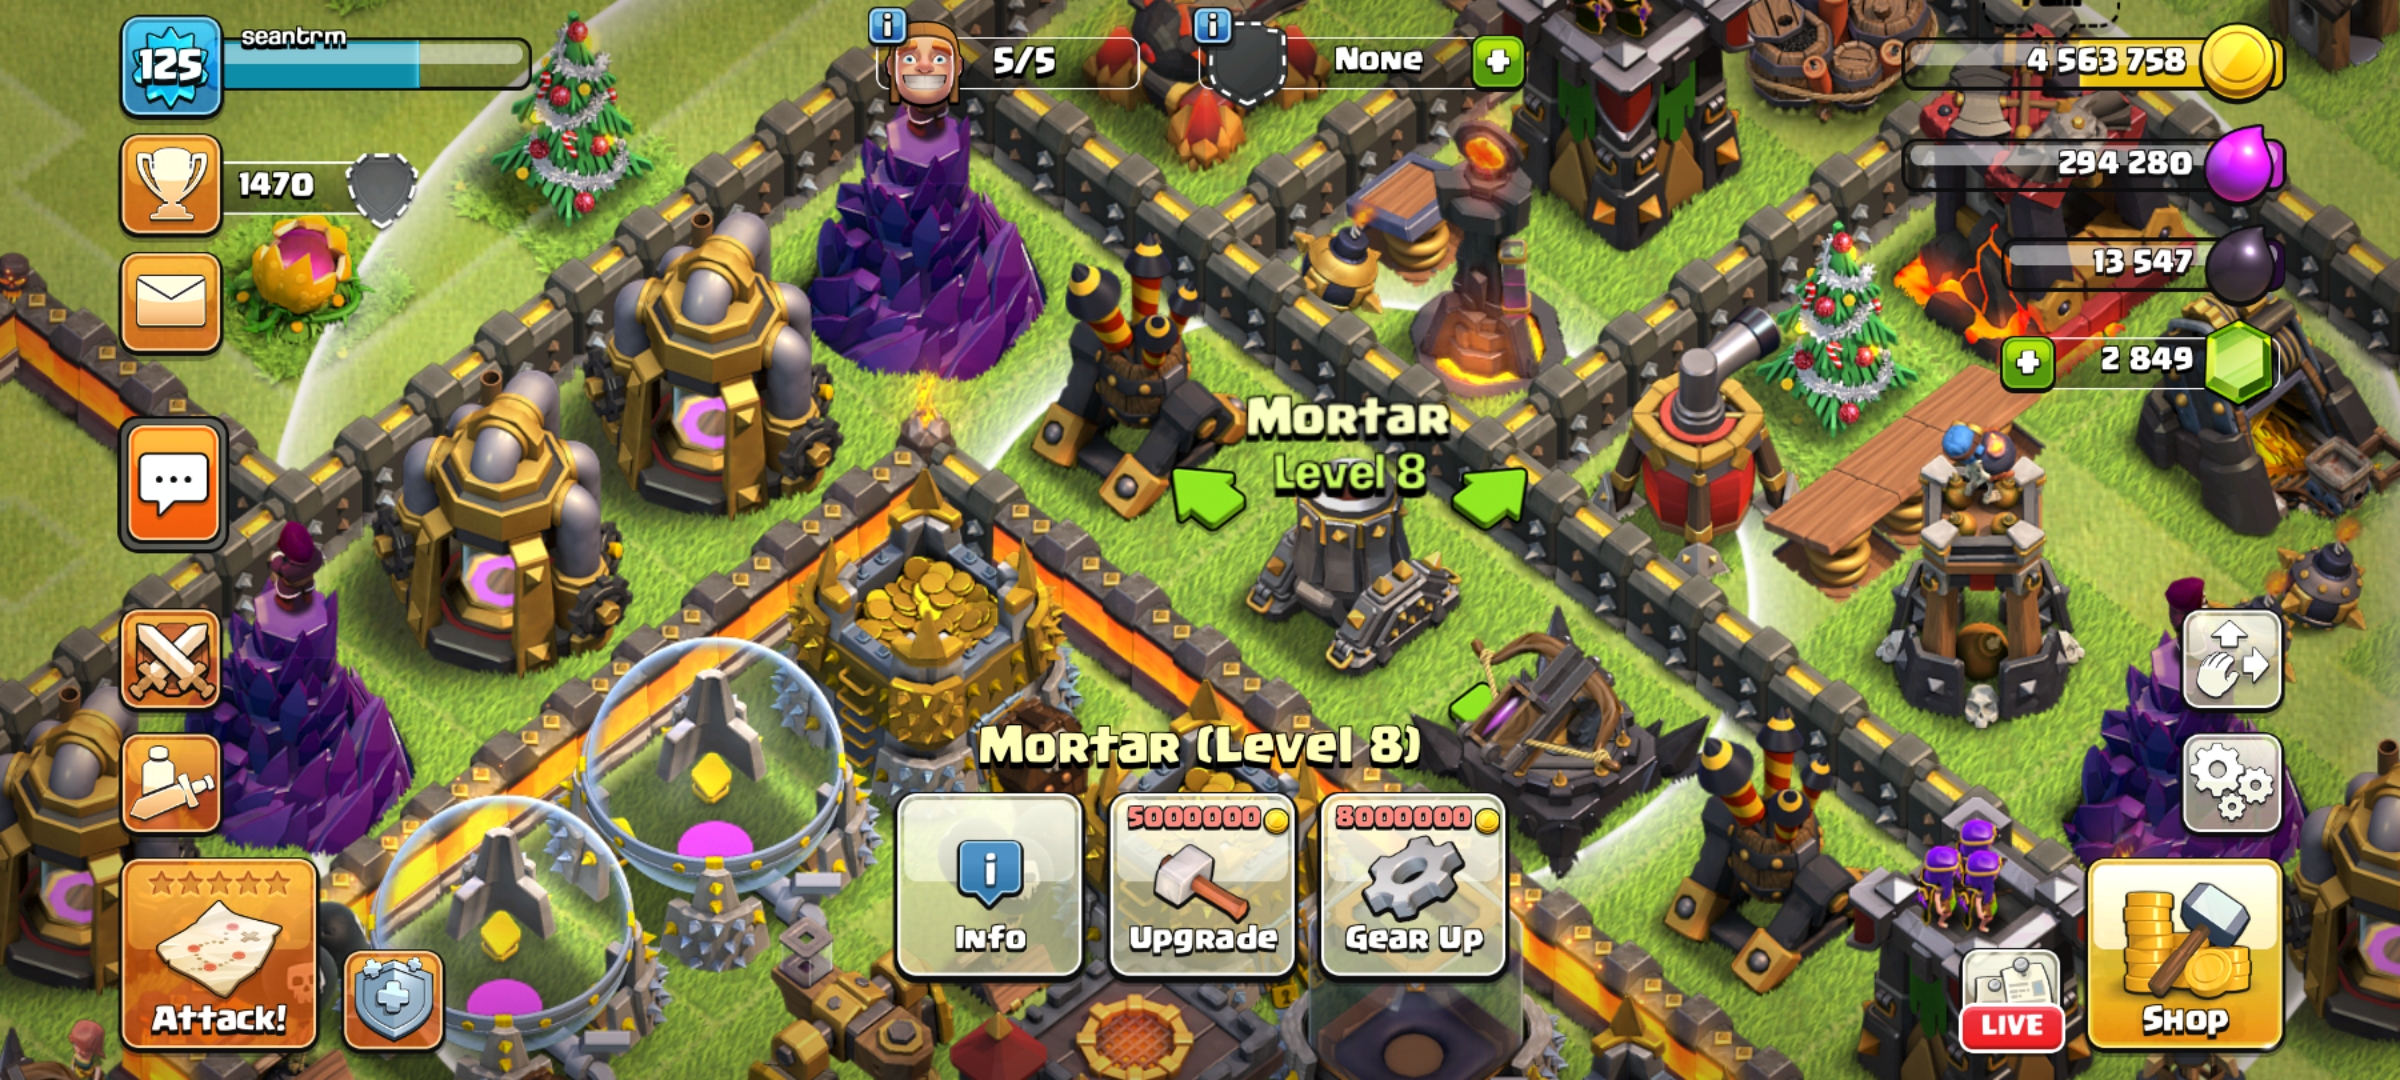 125
seantrm
5/5
None
4 563 758
1470
294 280
13 547
2 849
Mortar
Level 8
Mortar (Level 8)
5000000
8000000
Info
Upgrade
Gear Up
Attack!
LIVE
Shop